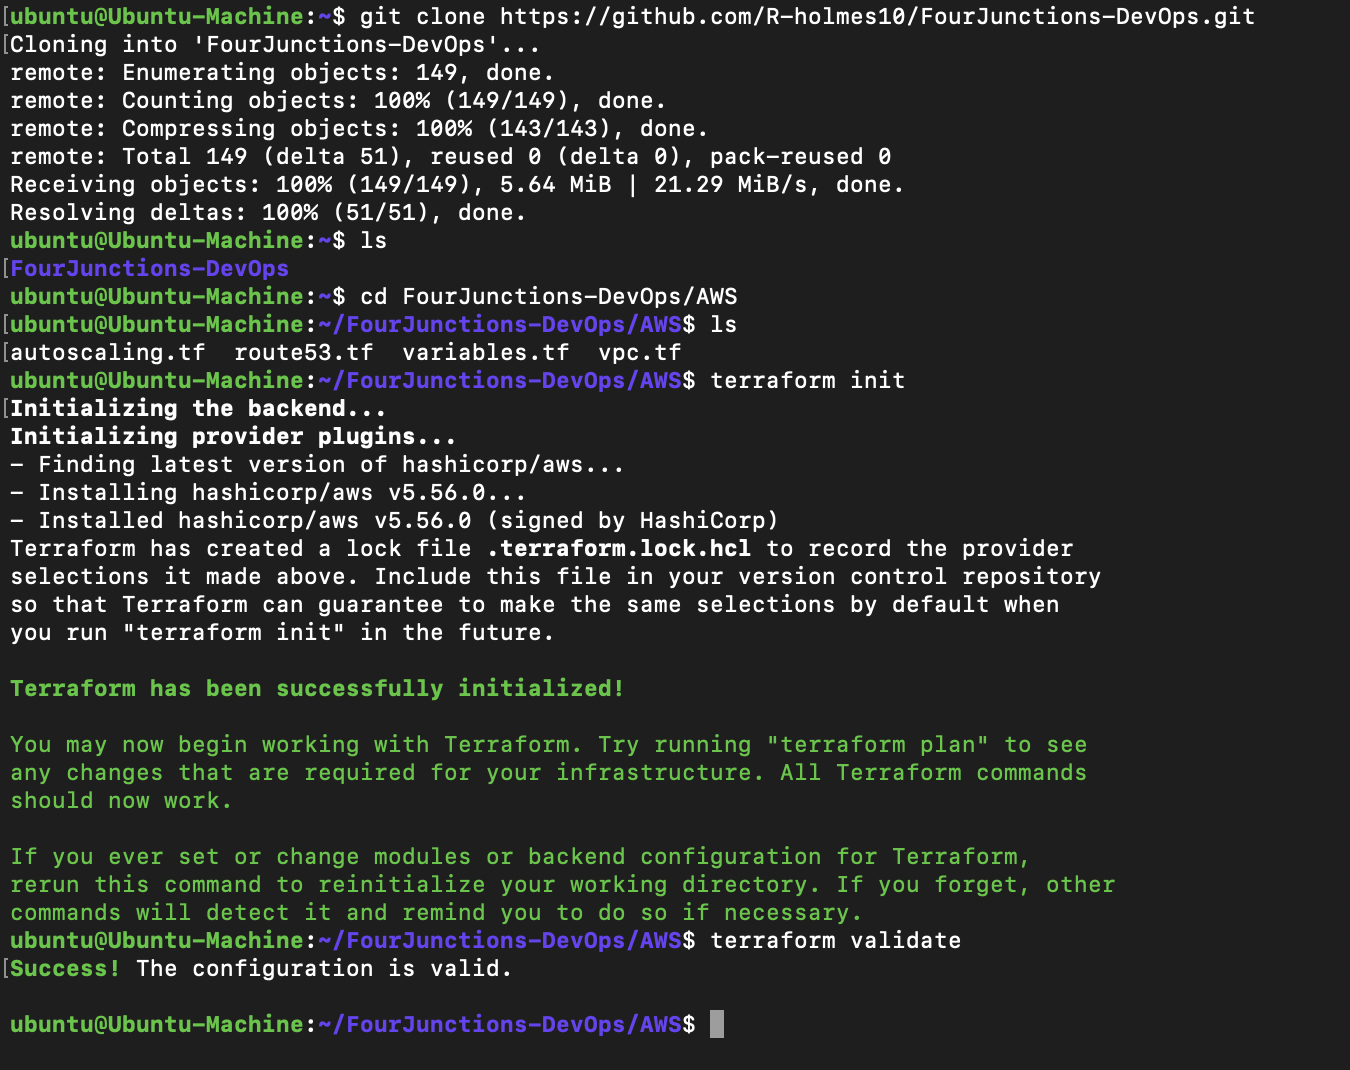 ubuntu@Ubuntu-Machine:~$ git clone https://github.com/R-holmes10/FourJunctions-DevOps.git
Cloning into 'FourJunctions-DevOps'...
remote: Enumerating objects: 149, done.
remote: Counting objects: 100% (149/149), done.
remote: Compressing objects: 100% (143/143), done.
remote: Total 149 (delta 51), reused 0 (delta 0), pack-reused 0
Receiving objects: 100% (149/149), 5.64 MiB | 21.29 MiB/s, done.
Resolving deltas: 100% (51/51), done.
ubuntu@Ubuntu-Machine:~$ ls
FourJunctions-DevOps
ubuntu@Ubuntu-Machine:~$ cd FourJunctions-DevOps/AWS
ubuntu@Ubuntu-Machine:~/FourJunctions-DevOps/AWS$ ls
autoscaling.tf  route53.tf  variables.tf  vpc.tf
ubuntu@Ubuntu-Machine:~/FourJunctions-DevOps/AWS$ terraform init
Initializing the backend...
Initializing provider plugins...
- Finding latest version of hashicorp/aws...
- Installing hashicorp/aws v5.56.0...
- Installed hashicorp/aws v5.56.0 (signed by HashiCorp)
Terraform has created a lock file .terraform.lock.hcl to record the provider
selections it made above. Include this file in your version control repository
so that Terraform can guarantee to make the same selections by default when
you run "terraform init" in the future.
Terraform has been successfully initialized!
You may now begin working with Terraform. Try running "terraform plan" to see
any changes that are required for your infrastructure. All Terraform commands
should now work.
If you ever set or change modules or backend configuration for Terraform,
rerun this command to reinitialize your working directory. If you forget, other
commands will detect it and remind you to do so if necessary.
ubuntu@Ubuntu-Machine:~/FourJunctions-DevOps/AWS$ terraform validate
Success! The configuration is valid.
ubuntu@Ubuntu-Machine:~/FourJunctions-DevOps/AWS$